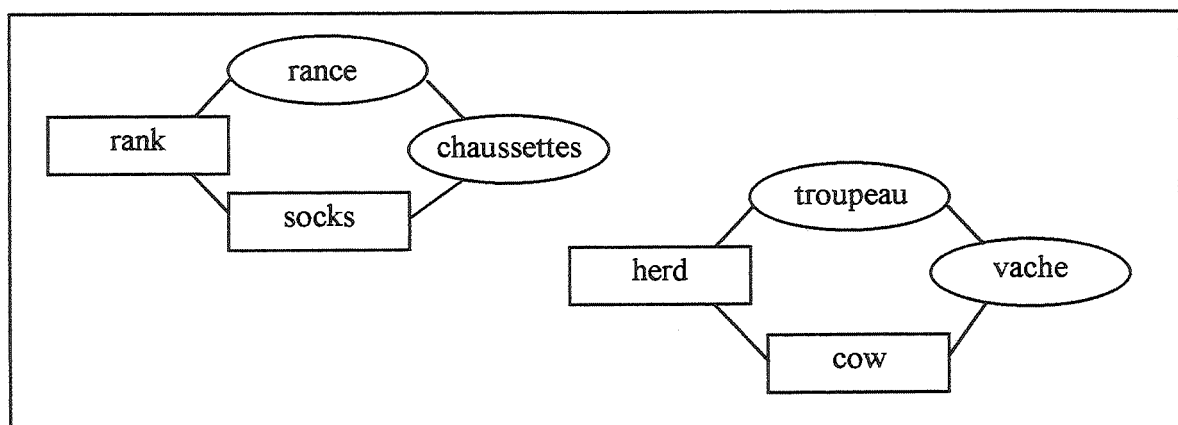 rance
rank
chaussettes
socks
troupeau
herd
vache
cow